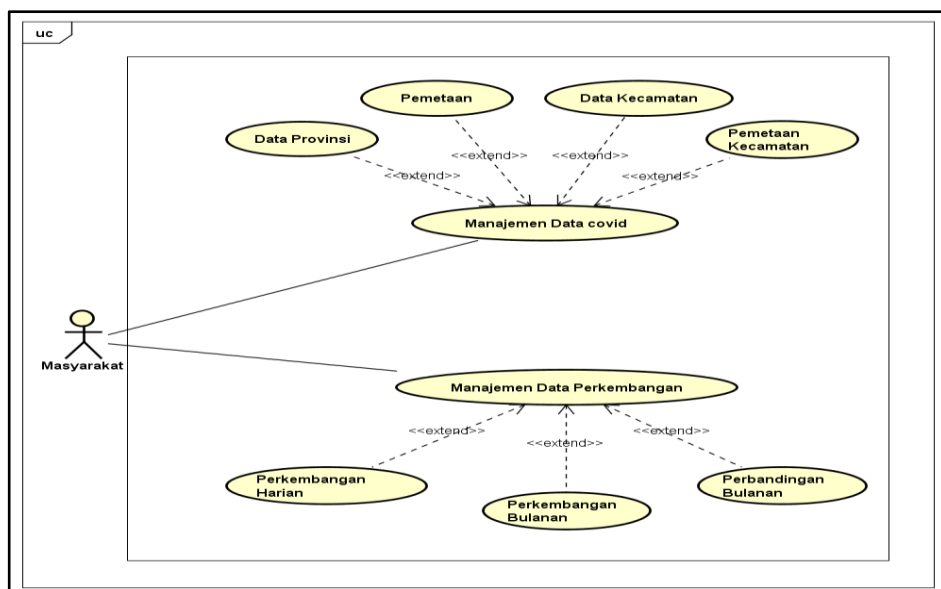 uc
Pemetaan
Data Kecamatan
Data Provinsi
Pemetaan
Kecamatan
<<extend>>
<<extend>>
<<extend>>
<<extend>>
Manajemen Data covid
Masyarakat
Manajemen Data Perkembangan
<<extend>>
<<extend>>
<<extend>>
Perkembangan
Harian
Perkembangan
Bulanan
Perbandingan
Bulanan